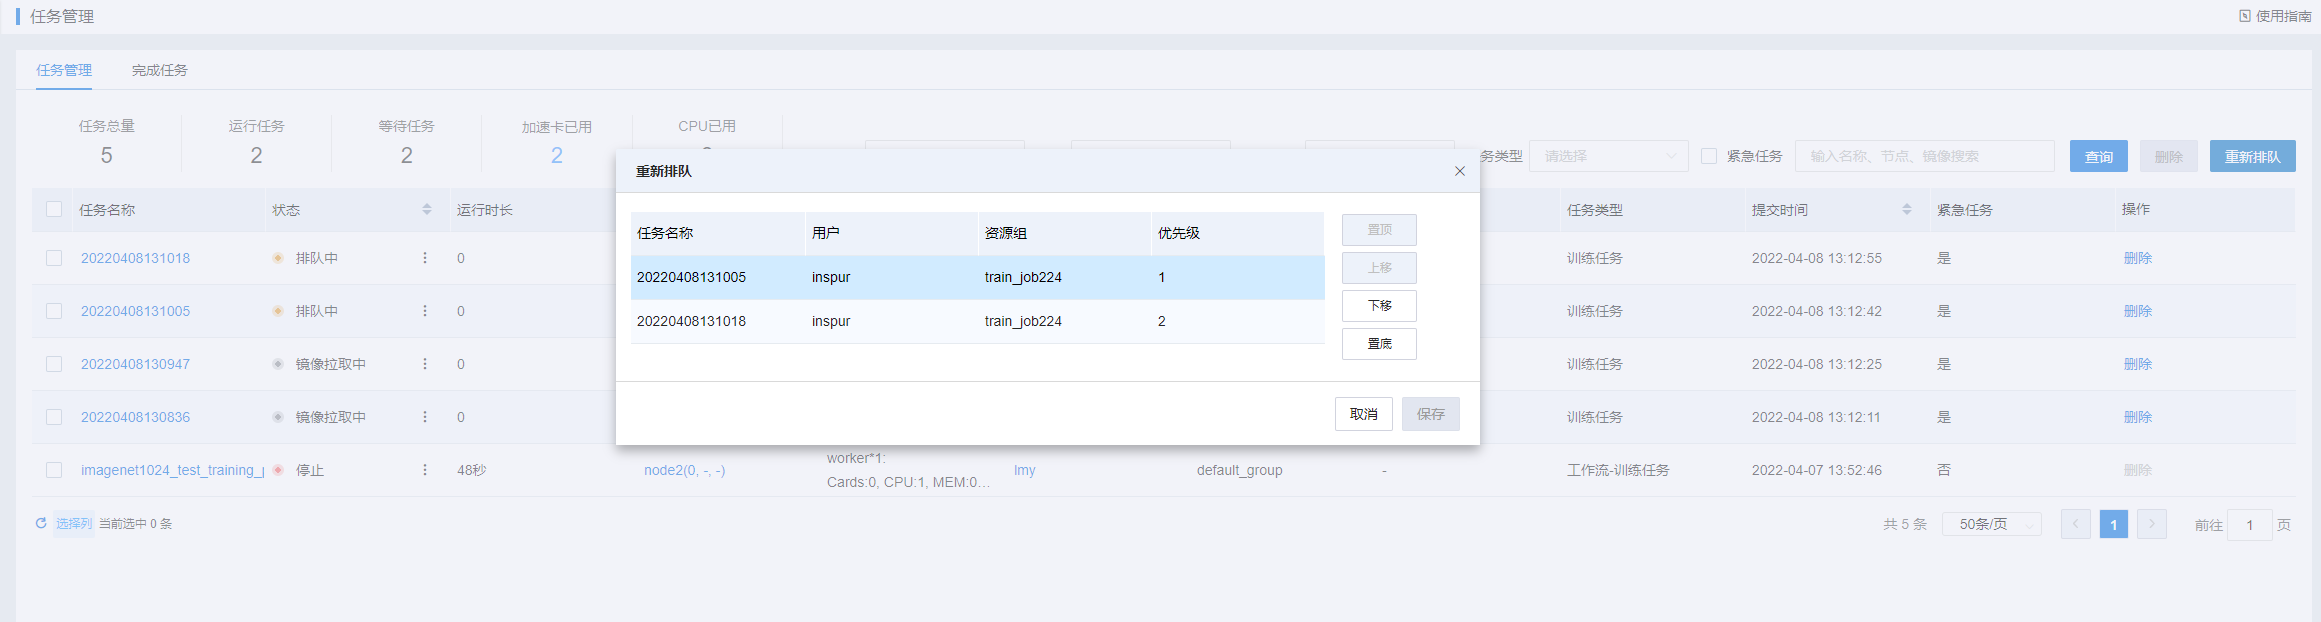 任务管理
使用指南
任务管理 完成任务
任务总量 运行任务 等待任务 加速卡已用 CPU已用
5 2 2 2
务类型 请选择 紧急任务 输入名称、节点、镜像搜索 查询 删除 重新排队
重新排队
任务名称 用户 资源组 优先级
20220408131005 inspur train_job224 1
20220408131018 inspur train_job224 2
置顶
上移
下移
置底
取消 保存
任务名称 状态 运行时长 任务类型 提交时间 紧急任务 操作
20220408131018 排队中 0 训练任务 2022-04-08 13:12:55 是 删除
20220408131005 排队中 0 训练任务 2022-04-08 13:12:42 是 删除
20220408130947 镜像拉取中 0 训练任务 2022-04-08 13:12:25 是 删除
20220408130836 镜像拉取中 0 训练任务 2022-04-08 13:12:11 是 删除
imagenet1024_test_training_ 停止 48秒 node2(0, -, -) worker*1: lmy default_group - 工作流-训练任务 2022-04-07 13:52:46 否 删除
Cards:0, CPU:1, MEM:0...
选择列 当前选中 0 条 共 5 条 50条/页 1 前往 1 页